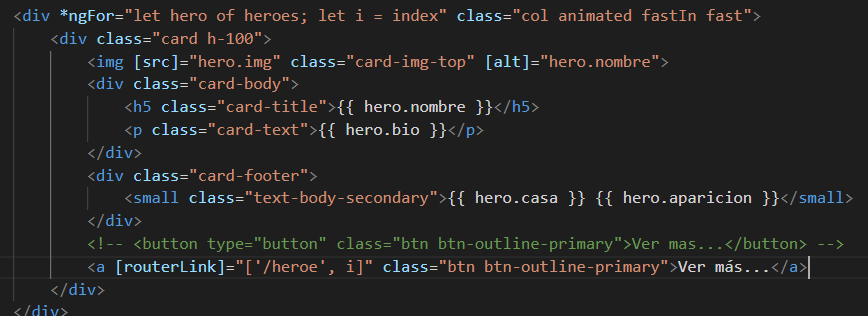 <div *ngFor="let hero of heroes; let i = index" class="col animated fastIn fast">
<div class="card h-100">
<img [src]="hero.img" class="card-img-top" [alt]="hero.nombre">
<div class="card-body">
<h5 class="card-title">{{ hero.nombre }}</h5>
<p class="card-text">{{ hero.bio }}</p>
</div>
<div class="card-footer">
<small class="text-body-secondary">{{ hero.casa }} {{ hero.aparicion }}</small>
</div>
<!-- <button type="button" class="btn btn-outline-primary">Ver mas...</button> -->
<a [routerLink]="['/heroe', i]" class="btn btn-outline-primary">Ver más...</a>
</div>
</div>